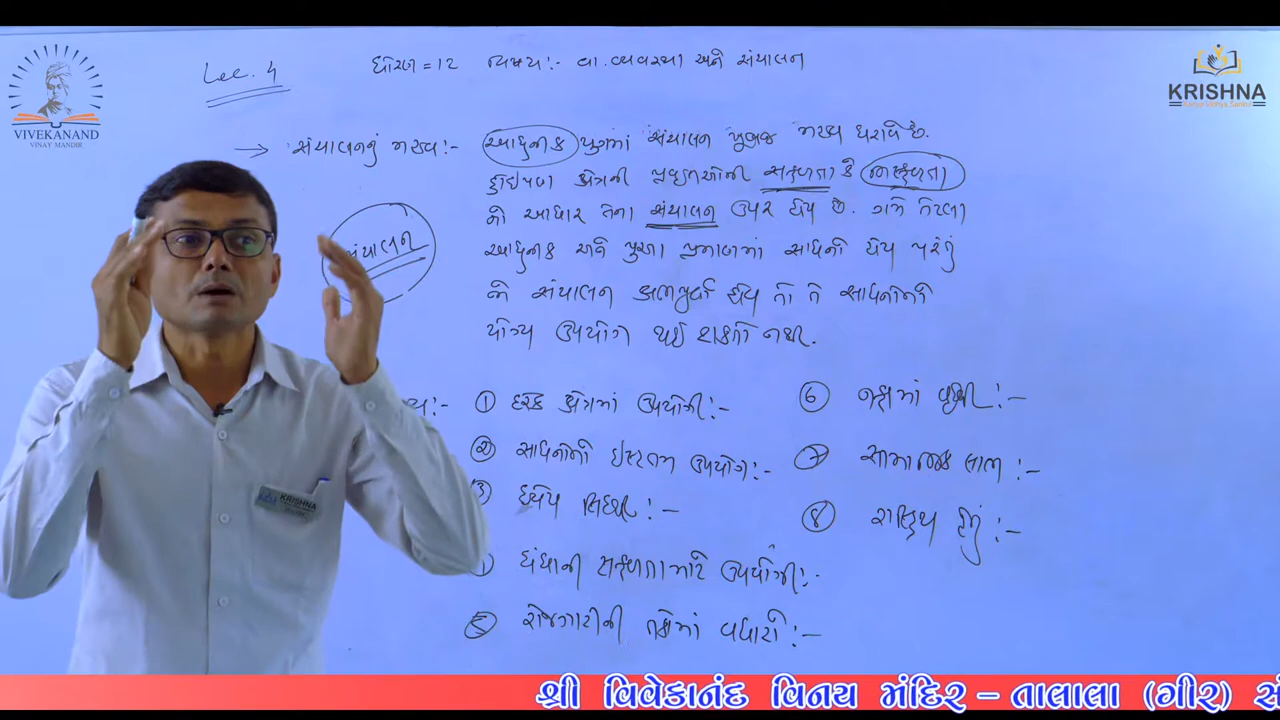 VIVEKANAND
VINAY MANDIR
KRISHNA
Lec. 4
ધોરણ = 12 વિષય :- વા. વ્યવસ્થા અને સંચાલન
→ સંચાલનનું મહત્ત્વ :- આધુનિક યુગમાં સંચાલન ખુબજ મહત્ત્વ ધરાવે છે.
કોઈપણ ક્ષેત્રની પ્રવૃત્તિઓની સફળતા કે નિષ્ફળતા
નો આધાર તેના સંચાલન ઉપર હોય છે. ગમે તેટલા
આધુનિક અને પુરતા પ્રમાણમાં સાધનો હોય પરંતું
જો સંચાલન હોય તો તે સાધનોનો
યોગ્ય ઉપયોગ થઈ શકતો નથી.
સંચાલન
① દરેક ક્ષેત્રમાં ઉપયોગી :-
② સાધનોનો ઇષ્ટતમ ઉપયોગ :-
③ ધ્યેય સિદ્ધિ :-
ધંધાની સફળતા માટે ઉપયોગી :-
⑤ રોજગારીની તકોમાં વધારો :-
⑥ નફામાં વૃદ્ધિ :-
⑦ સામાજિક લાભ :-
⑧ રાષ્ટ્રિય હેતું :-
KRISHNA
શ્રી વિવેકાનંદ વિનય મંદિર – તાલાલા (ગીર) સં